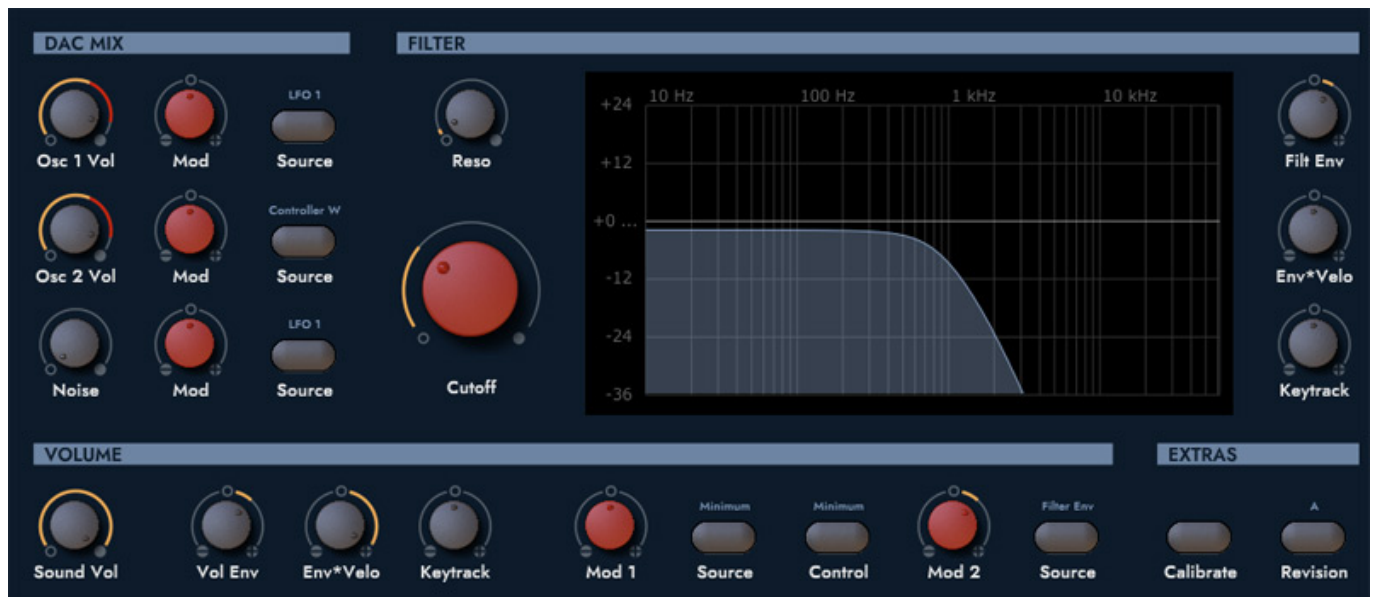 DAC MIX
FILTER
LFO 1
Osc 1 Vol
Mod
Source
Reso
10 Hz 100 Hz 1 kHz 10 kHz
+24
+12
+0 ...
-12
-24
-36
Filt Env
Controller W
Osc 2 Vol
Mod
Source
Env*Velo
LFO 1
Noise
Mod
Source
Cutoff
Keytrack
VOLUME
EXTRAS
Minimum
Minimum
Filter Env
A
Sound Vol
Vol Env
Env*Velo
Keytrack
Mod 1
Source
Control
Mod 2
Source
Calibrate
Revision